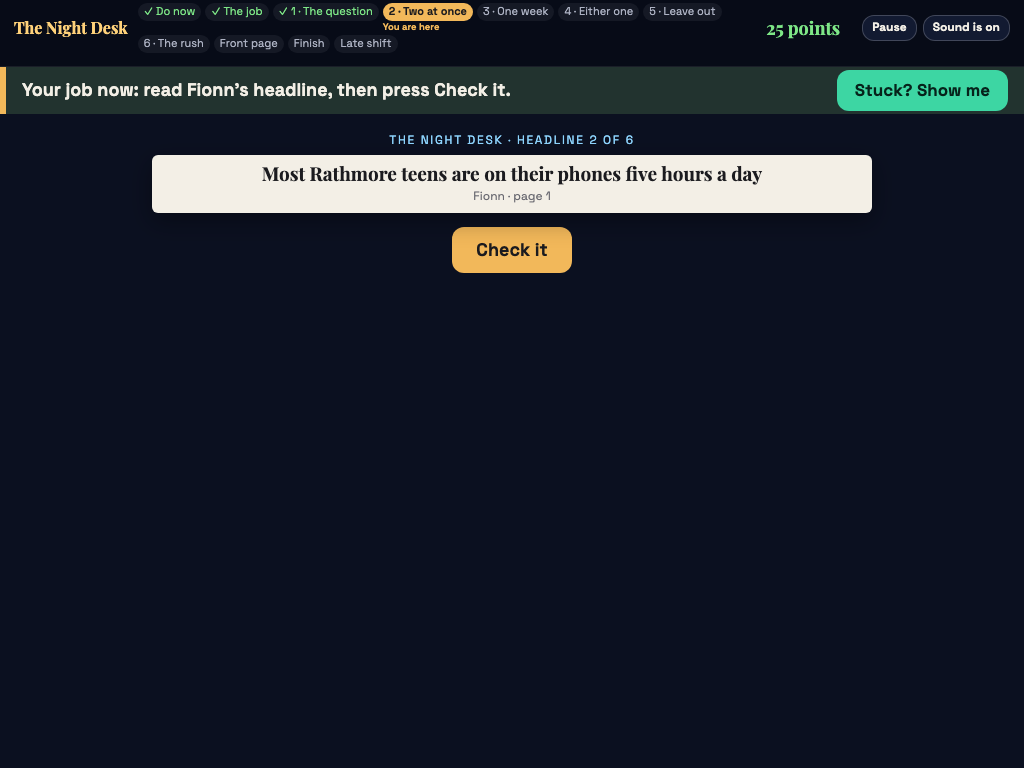 The Night Desk
✓ Do now ✓ The job ✓ 1 · The question 2 · Two at once 3 · One week 4 · Either one 5 · Leave out
You are here
6 · The rush Front page Finish Late shift
25 points
Pause
Sound is on
Your job now: read Fionn's headline, then press Check it.
Stuck? Show me
THE NIGHT DESK · HEADLINE 2 OF 6
Most Rathmore teens are on their phones five hours a day
Fionn · page 1
Check it